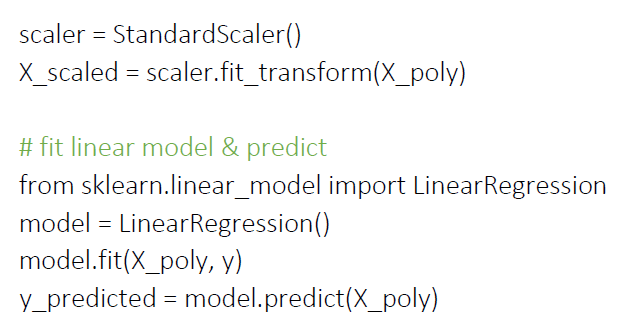 scaler = StandardScaler()
X_scaled = scaler.fit_transform(X_poly)
# fit linear model & predict
from sklearn.linear_model import LinearRegression
model = LinearRegression()
model.fit(X_poly, y)
y_predicted = model.predict(X_poly)